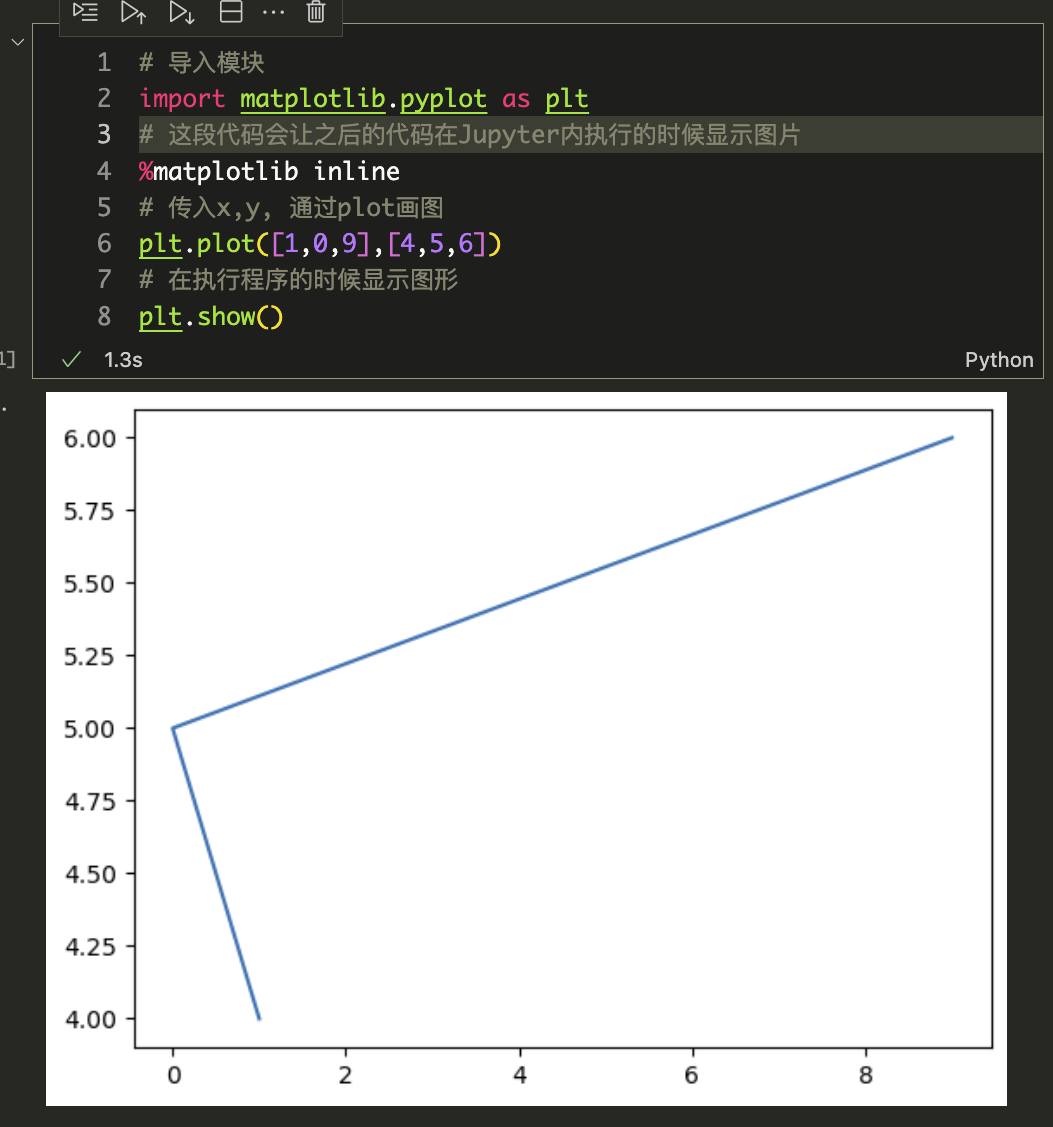 1 # 导入模块
2 import matplotlib.pyplot as plt
3 # 这段代码会让之后的代码在Jupyter内执行的时候显示图片
4 %matplotlib inline
5 # 传入x,y, 通过plot画图
6 plt.plot([1,0,9],[4,5,6])
7 # 在执行程序的时候显示图形
8 plt.show()
1] ✓ 1.3s Python
6.00
5.75
5.50
5.25
5.00
4.75
4.50
4.25
4.00
0 2 4 6 8